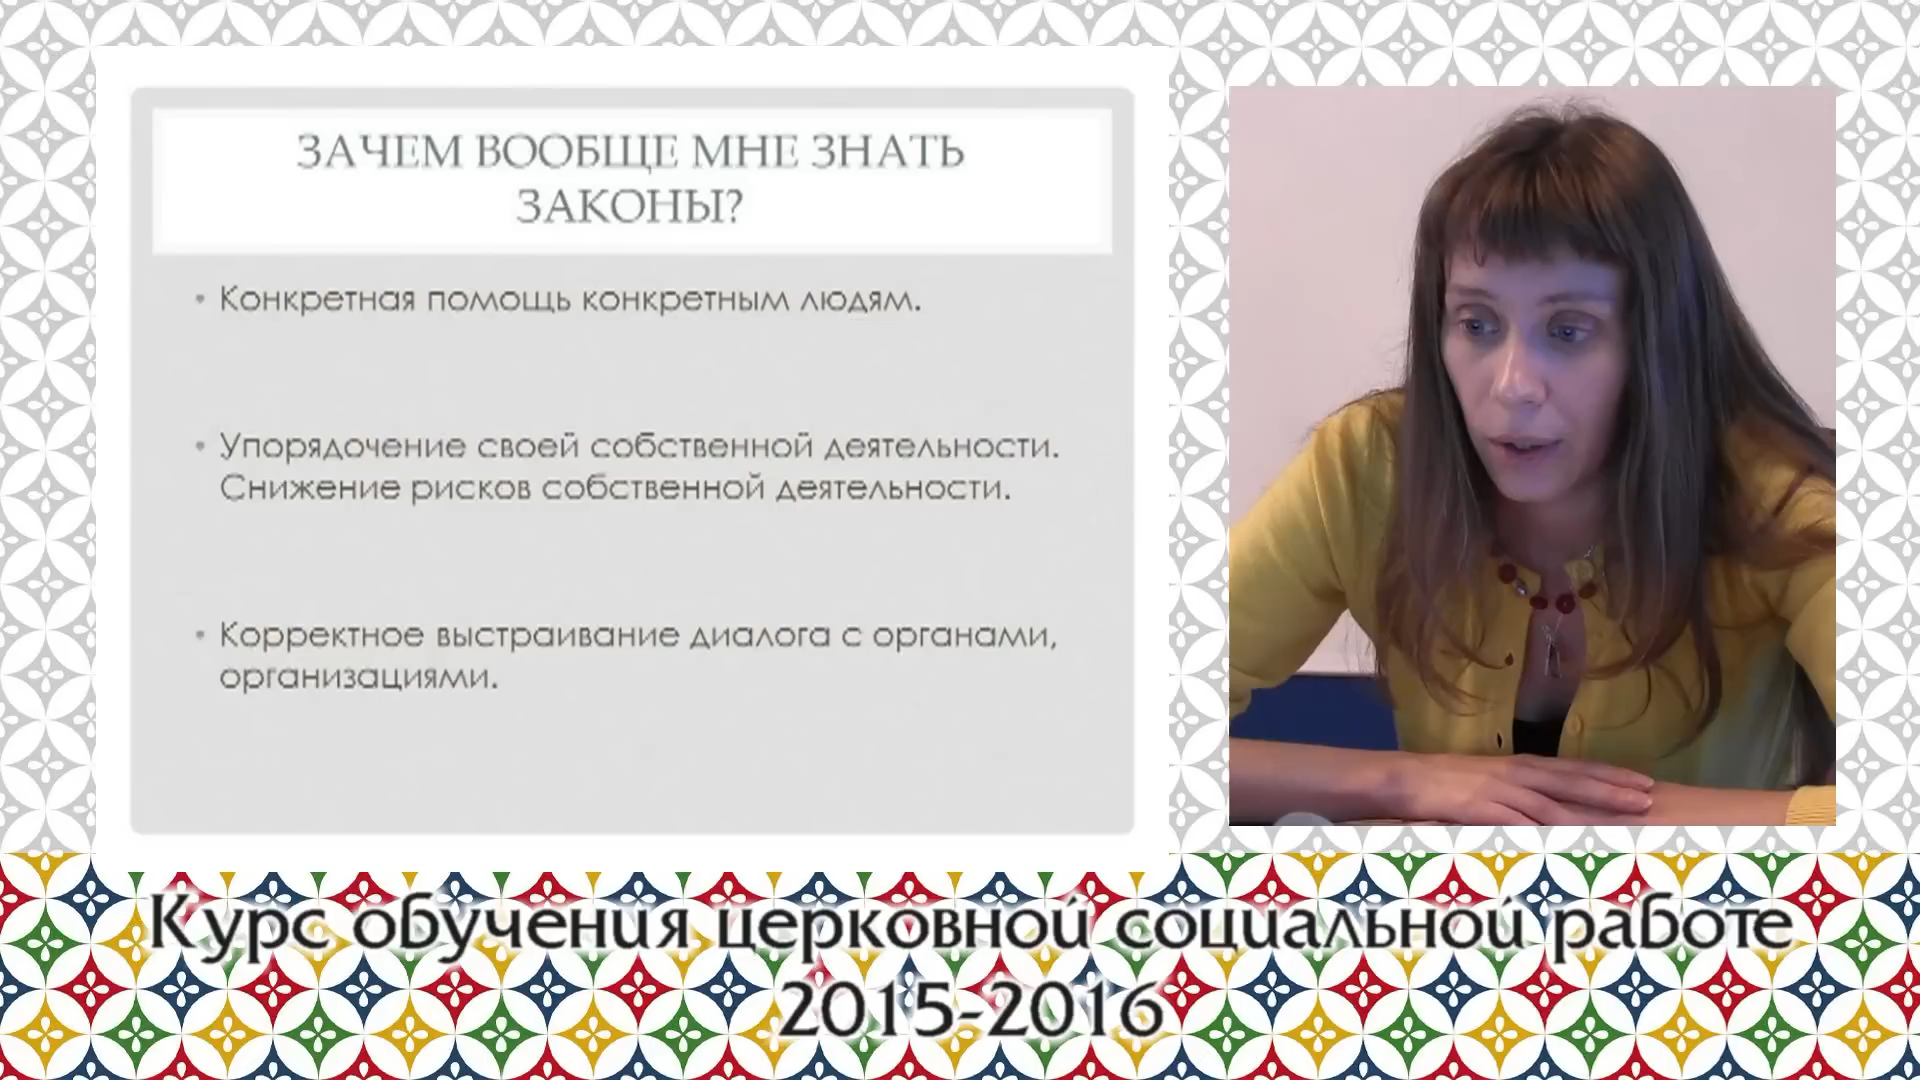 ЗАЧЕМ ВООБЩЕ МНЕ ЗНАТЬ
ЗАКОНЫ?
• Конкретная помощь конкретным людям.
• Упорядочение своей собственной деятельности.
Снижение рисков собственной деятельности.
• Корректное выстраивание диалога с органами,
организациями.
Курс обучения церковной социальной работе
2015-2016